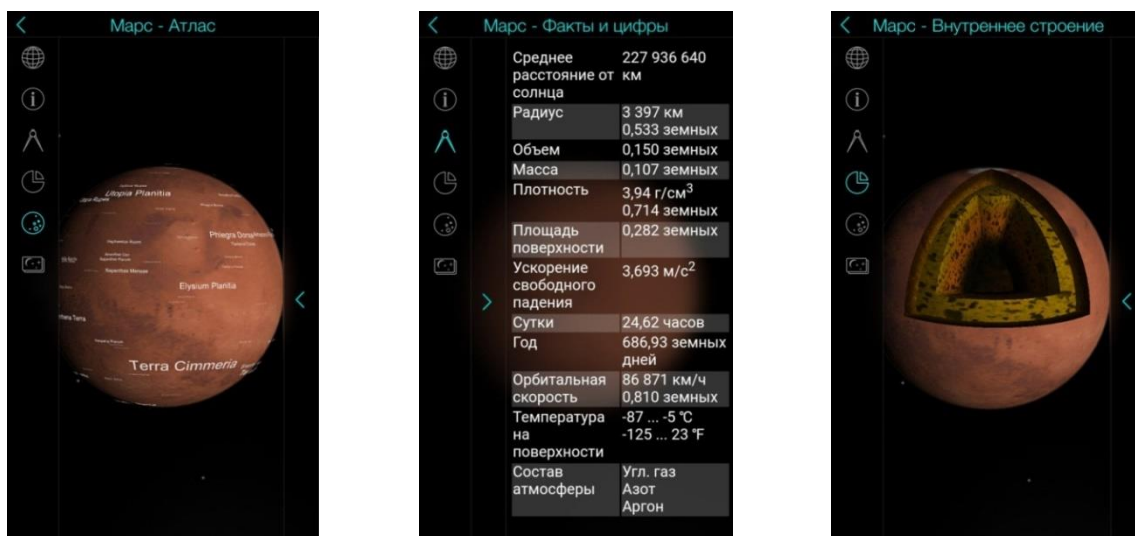 Марс - Атлас
Utopia Planitia
Phlegra Dorsa
Elysium Planitia
Terra Cimmeria
Марс - Факты и цифры
Среднее 227 936 640
расстояние от км
солнца
Радиус 3 397 км
0,533 земных
Объем 0,150 земных
Масса 0,107 земных
Плотность 3,94 г/см³
0,714 земных
Площадь 0,282 земных
поверхности
Ускорение 3,693 м/с²
свободного
падения
Сутки 24,62 часов
Год 686,93 земных
дней
Орбитальная 86 871 км/ч
скорость 0,810 земных
Температура -87 ... -5 °C
на -125 ... 23 °F
поверхности
Состав Угл. газ
атмосферы Азот
Аргон
Марс - Внутреннее строение